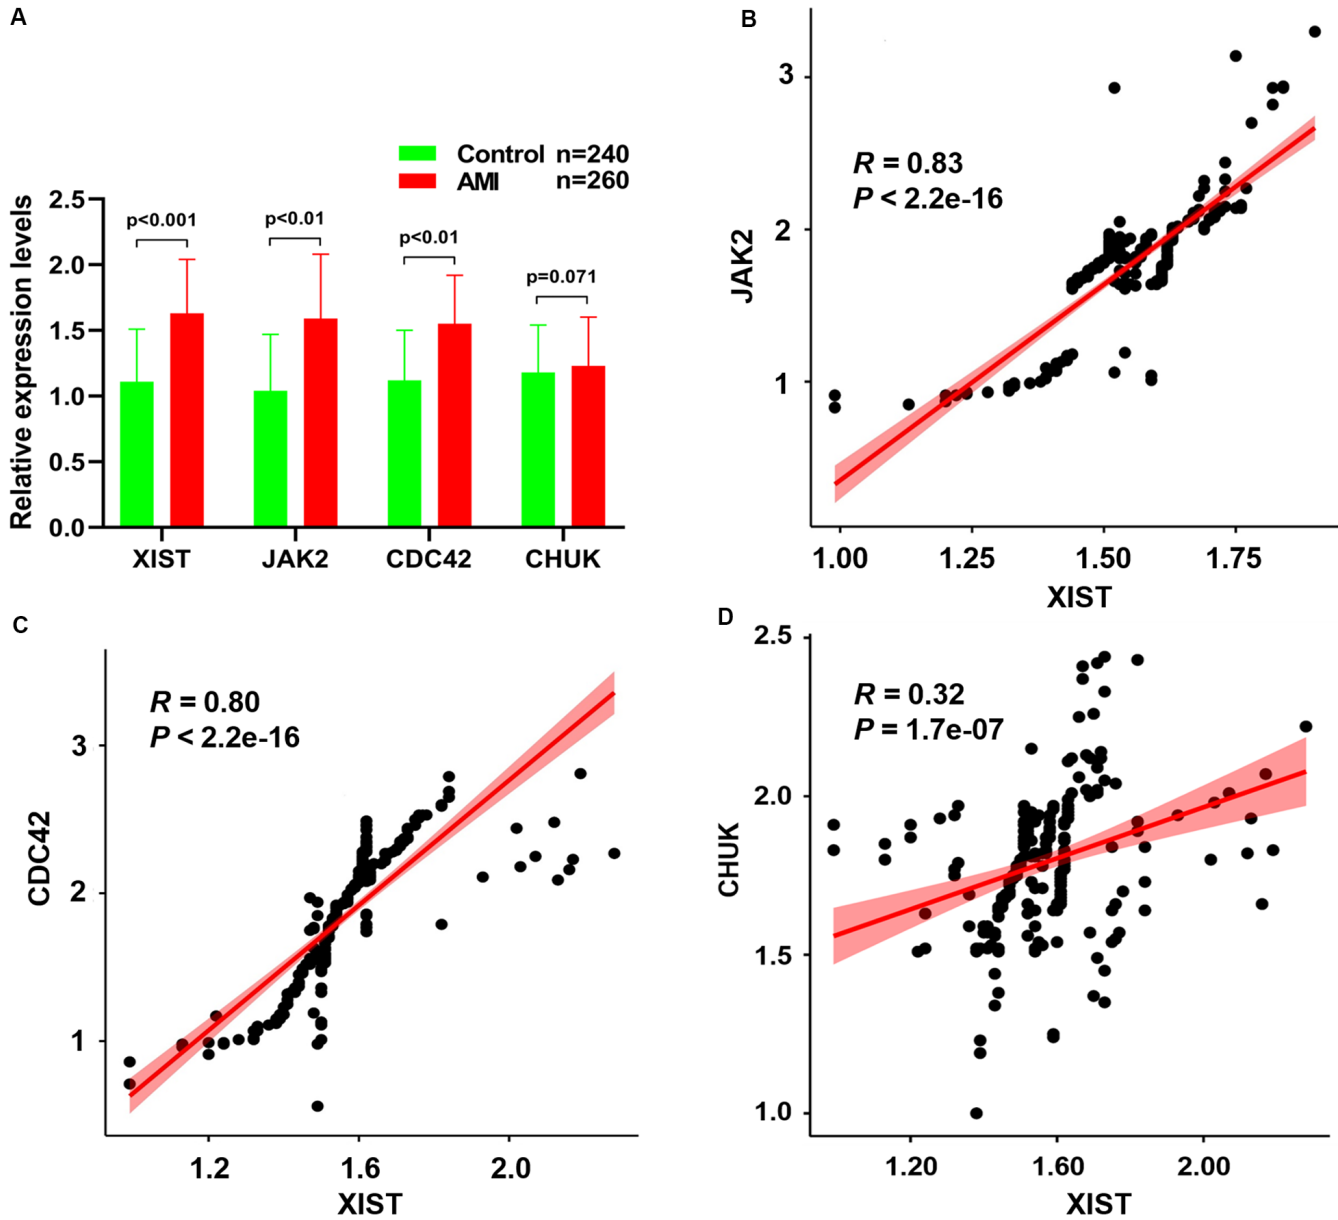 A
Control n=240
AMI n=260
Relative expression levels
2.5
2.0
1.5
1.0
0.5
0.0
p<0.001
p<0.01
p<0.01
p=0.071
XIST JAK2 CDC42 CHUK
B
JAK2
3
2
1
R = 0.83
P < 2.2e-16
1.00 1.25 1.50 1.75
XIST
C
CDC42
3
2
1
R = 0.80
P < 2.2e-16
1.2 1.6 2.0
XIST
D
CHUK
2.5
2.0
1.5
1.0
R = 0.32
P = 1.7e-07
1.20 1.60 2.00
XIST